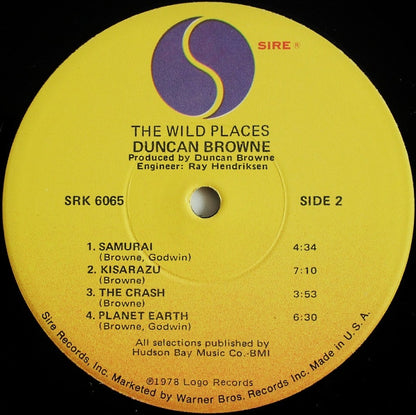 SIRE ®
THE WILD PLACES
DUNCAN BROWNE
Produced by Duncan Browne
Engineer: Ray Hendriksen
SRK 6065 SIDE 2
1. SAMURAI 4:34
(Browne, Godwin)
2. KISARAZU 7:10
(Browne)
3. THE CRASH 3:53
(Browne)
4. PLANET EARTH 6:30
(Browne, Godwin)
All selections published by
Hudson Bay Music Co.-BMI
℗1978 Logo Records
Sire Records, Inc. Marketed by Warner Bros. Records Inc. Made in U.S.A.